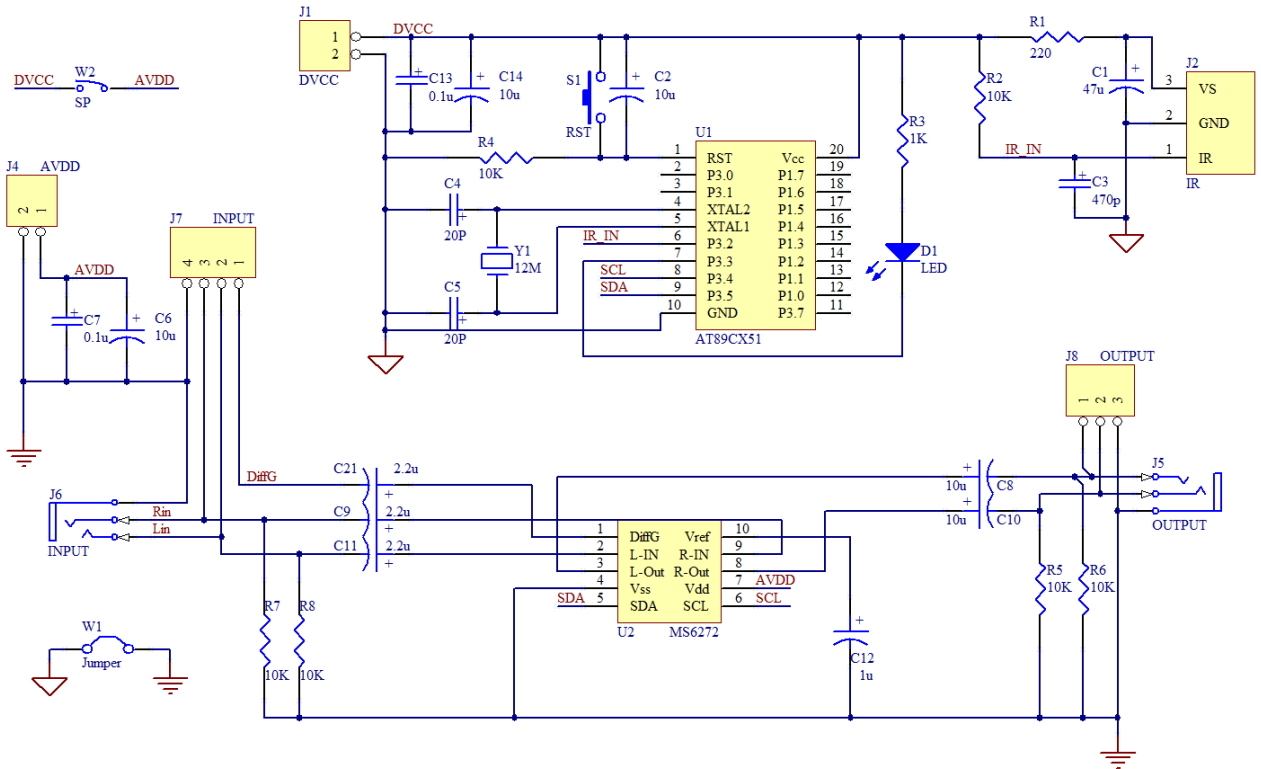 J1
1
2
DVCC
DVCC
C13
0.1u
C14
10u
S1
RST
C2
10u
R4
10K
R1
220
R2
10K
R3
1K
C1
47u
J2
3
2
1
VS
GND
IR
IR
IR_IN
C3
470p
DVCC
W2
SP
AVDD
J4
AVDD
2
1
AVDD
C7
0.1u
C6
10u
J7
INPUT
4
3
2
1
C4
20P
Y1
12M
C5
20P
IR_IN
SCL
SDA
U1
1
2
3
4
5
6
7
8
9
10
RST
P3.0
P3.1
XTAL2
XTAL1
P3.2
P3.3
P3.4
P3.5
GND
Vcc
P1.7
P1.6
P1.5
P1.4
P1.3
P1.2
P1.1
P1.0
P3.7
20
19
18
17
16
15
14
13
12
11
AT89CX51
D1
LED
J8
OUTPUT
1
2
3
J6
INPUT
Rin
Lin
DiffG
C21
2.2u
C9
2.2u
C11
2.2u
R7
10K
R8
10K
W1
Jumper
1
2
3
4
5
DiffG
L-IN
L-Out
Vss
SDA
Vref
R-IN
R-Out
Vdd
SCL
10
9
8
7
6
SDA
AVDD
SCL
U2
MS6272
C12
1u
10u
C8
10u
C10
J5
OUTPUT
R5
10K
R6
10K